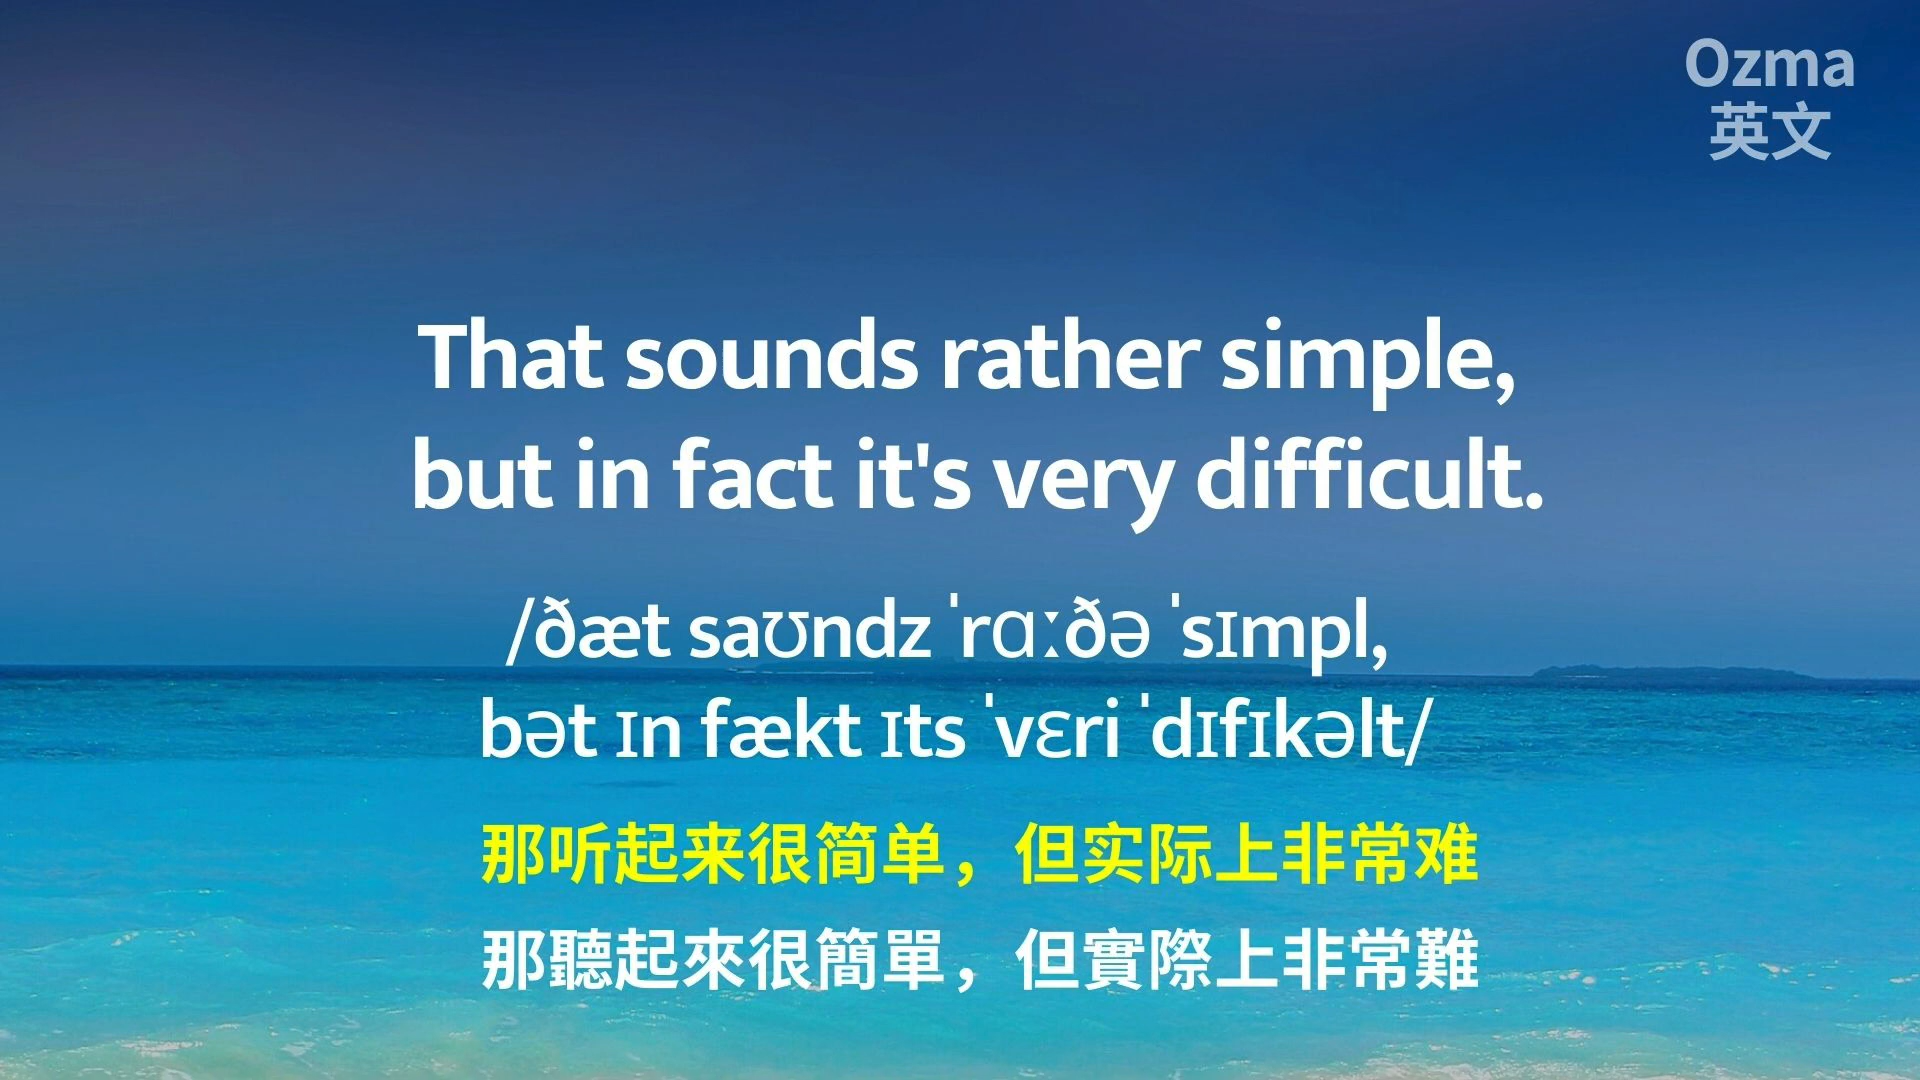 Ozma
英文
That sounds rather simple,
but in fact it's very difficult.
/ðæt saʊndz ˈrɑːðə ˈsɪmpl,
bət ɪn fækt ɪts ˈvɛri ˈdɪfɪkəlt/
那听起来很简单，但实际上非常难
那聽起來很簡單，但實際上非常難